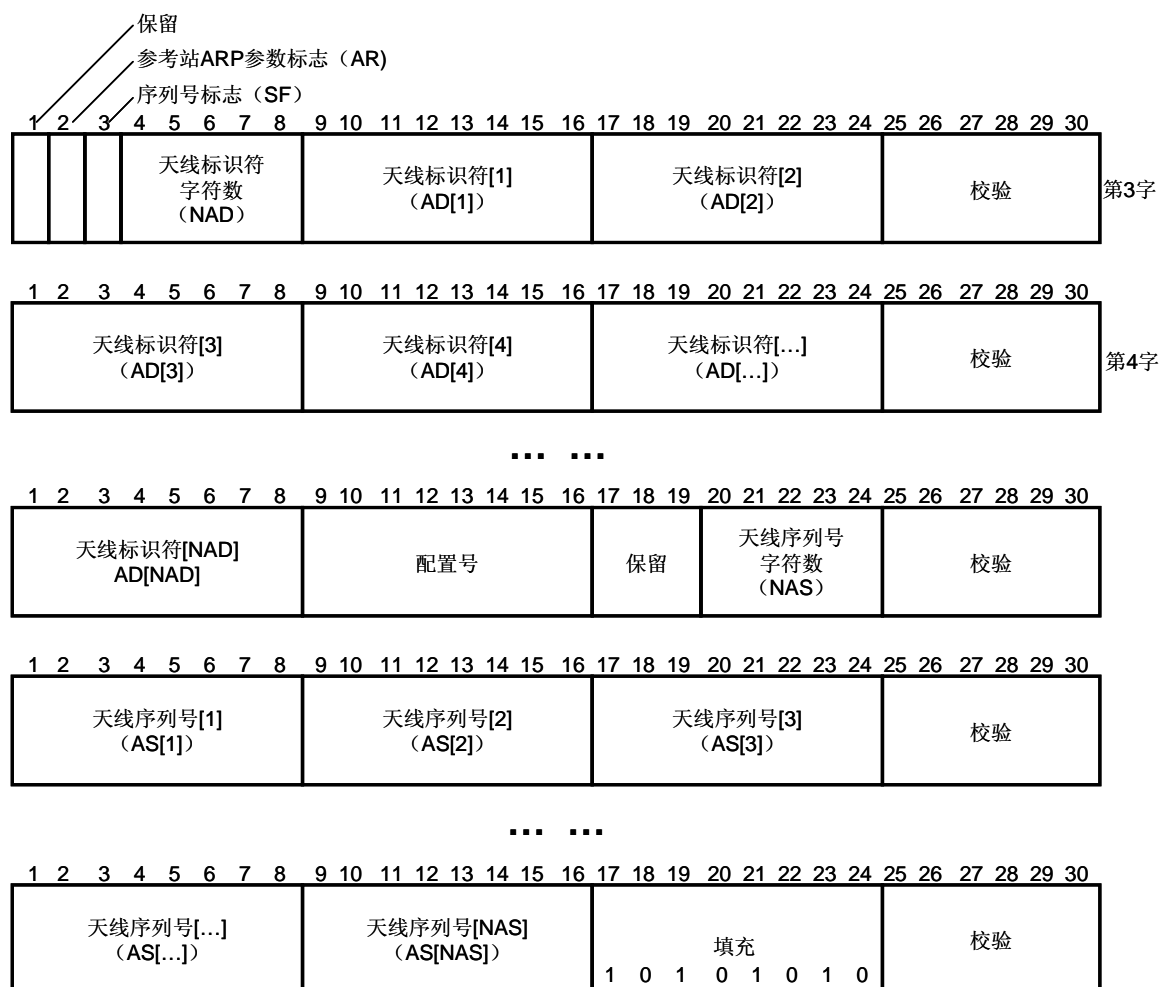 保留
参考站ARP参数标志（AR)
序列号标志（SF）
1 2 3 4 5 6 7 8 9 10 11 12 13 14 15 16 17 18 19 20 21 22 23 24 25 26 27 28 29 30
天线标识符
字符数
（NAD）
天线标识符[1]
（AD[1]）
天线标识符[2]
（AD[2]）
校验
第3字
1 2 3 4 5 6 7 8 9 10 11 12 13 14 15 16 17 18 19 20 21 22 23 24 25 26 27 28 29 30
天线标识符[3]
（AD[3]）
天线标识符[4]
（AD[4]）
天线标识符[…]
（AD[…]）
校验
第4字
… …
1 2 3 4 5 6 7 8 9 10 11 12 13 14 15 16 17 18 19 20 21 22 23 24 25 26 27 28 29 30
天线标识符[NAD]
AD[NAD]
配置号
保留
天线序列号
字符数
（NAS）
校验
1 2 3 4 5 6 7 8 9 10 11 12 13 14 15 16 17 18 19 20 21 22 23 24 25 26 27 28 29 30
天线序列号[1]
（AS[1]）
天线序列号[2]
（AS[2]）
天线序列号[3]
（AS[3]）
校验
… …
1 2 3 4 5 6 7 8 9 10 11 12 13 14 15 16 17 18 19 20 21 22 23 24 25 26 27 28 29 30
天线序列号[…]
（AS[…]）
天线序列号[NAS]
（AS[NAS]）
填充
1 0 1 0 1 0 1 0
校验